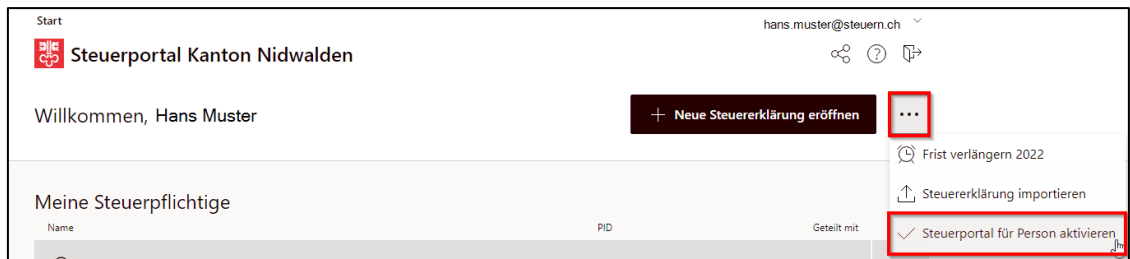 Start
hans.muster@steuern.ch
Steuerportal Kanton Nidwalden
Willkommen, Hans Muster
+ Neue Steuererklärung eröffnen
...
Frist verlängern 2022
Steuererklärung importieren
Steuerportal für Person aktivieren
Meine Steuerpflichtige
Name PID Geteilt mit